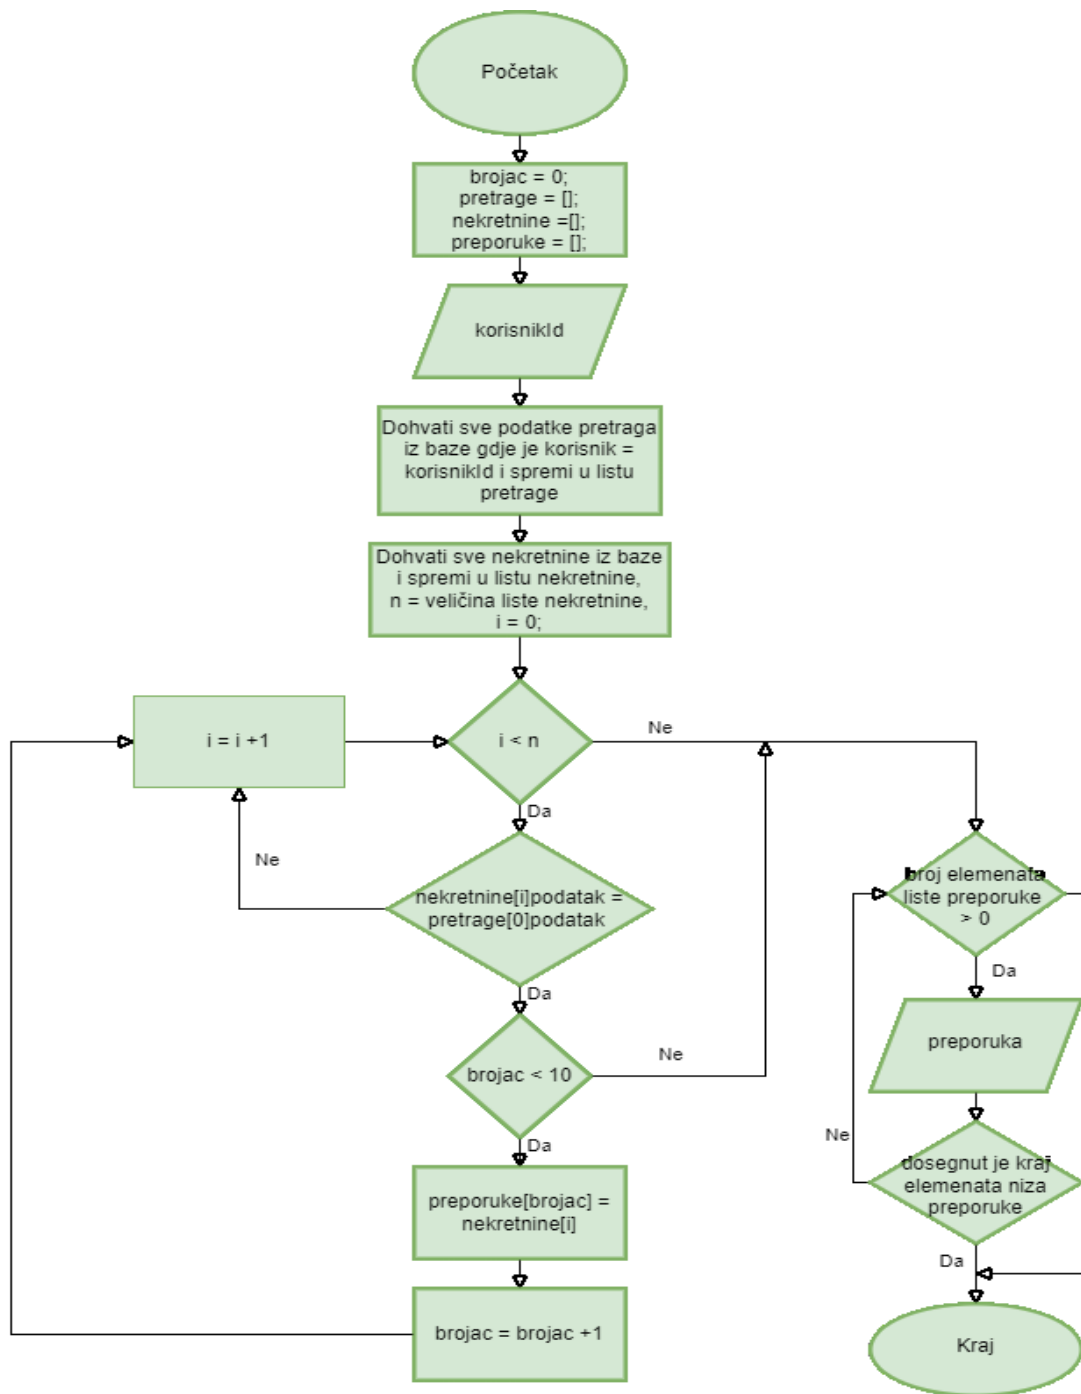 Početak
brojac = 0;
pretrage = [];
nekretnine =[];
preporuke = [];
korisnikId
Dohvati sve podatke pretraga
iz baze gdje je korisnik =
korisnikId i spremi u listu
pretrage
Dohvati sve nekretnine iz baze
i spremi u listu nekretnine,
n = veličina liste nekretnine,
i = 0;
i = i +1
i < n
Ne
Da
Ne
nekretnine[i]podatak =
pretrage[0]podatak
Da
brojac < 10
Ne
Da
preporuke[brojac] =
nekretnine[i]
brojac = brojac +1
broj elemenata
liste preporuke
> 0
Da
preporuka
Ne
dosegnut je kraj
elemenata niza
preporuke
Da
Kraj